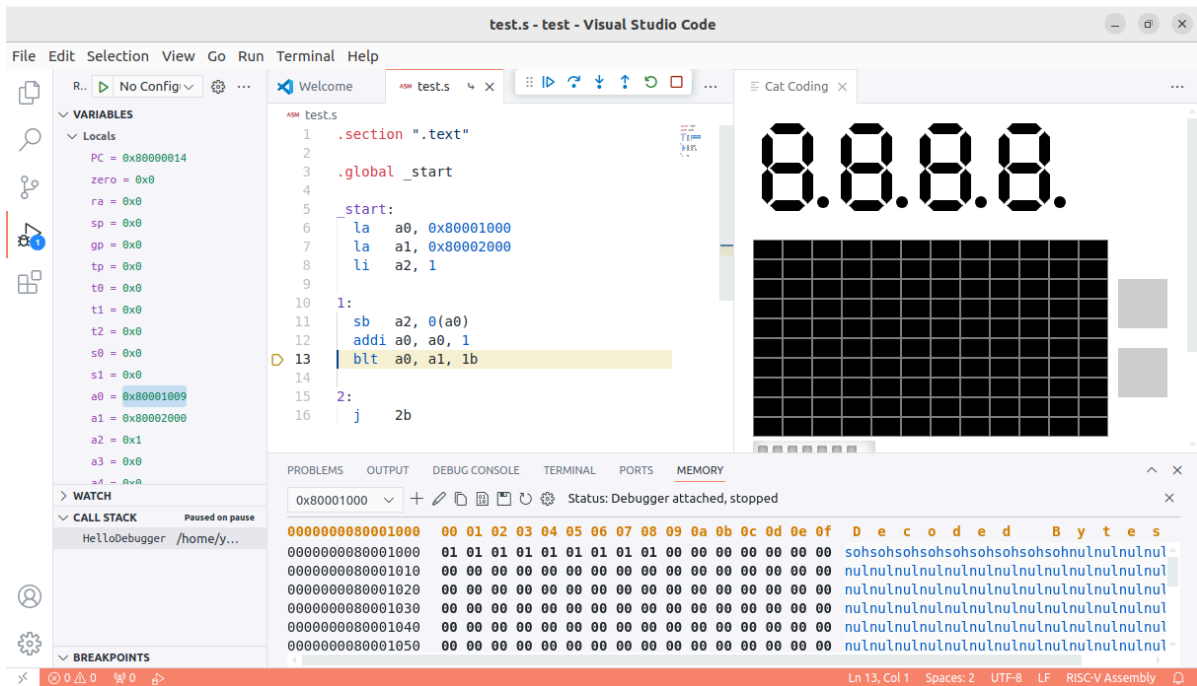 test.s - test - Visual Studio Code
File Edit Selection View Go Run Terminal Help
R.. No Config
VARIABLES
Locals
PC = 0x80000014
zero = 0x0
ra = 0x0
sp = 0x0
gp = 0x0
tp = 0x0
t0 = 0x0
t1 = 0x0
t2 = 0x0
s0 = 0x0
s1 = 0x0
a0 = 0x80001009
a1 = 0x80002000
a2 = 0x1
a3 = 0x0
a4 = 0x0
WATCH
CALL STACK Paused on pause
HelloDebugger /home/y...
BREAKPOINTS
1
Welcome
ASM test.s
ASM test.s
1 .section ".text"
2
3 .global _start
4
5 _start:
6 la a0, 0x80001000
7 la a1, 0x80002000
8 li a2, 1
9
10 1:
11 sb a2, 0(a0)
12 addi a0, a0, 1
13 blt a0, a1, 1b
14
15 2:
16 j 2b
Cat Coding
8.8.8.8.
PROBLEMS OUTPUT DEBUG CONSOLE TERMINAL PORTS MEMORY
0x80001000 Status: Debugger attached, stopped
0000000080001000 00 01 02 03 04 05 06 07 08 09 0a 0b 0c 0d 0e 0f D e c o d e d B y t e s
0000000080001000 01 01 01 01 01 01 01 01 01 00 00 00 00 00 00 00 sohsohsohsohsohsohsohsohsohnulnulnulnul
0000000080001010 00 00 00 00 00 00 00 00 00 00 00 00 00 00 00 00 nulnulnulnulnulnulnulnulnulnulnulnulnul
0000000080001020 00 00 00 00 00 00 00 00 00 00 00 00 00 00 00 00 nulnulnulnulnulnulnulnulnulnulnulnulnul
0000000080001030 00 00 00 00 00 00 00 00 00 00 00 00 00 00 00 00 nulnulnulnulnulnulnulnulnulnulnulnulnul
0000000080001040 00 00 00 00 00 00 00 00 00 00 00 00 00 00 00 00 nulnulnulnulnulnulnulnulnulnulnulnulnul
0000000080001050 00 00 00 00 00 00 00 00 00 00 00 00 00 00 00 00 nulnulnulnulnulnulnulnulnulnulnulnulnul
0 0 0 Ln 13, Col 1 Spaces: 2 UTF-8 LF RISC-V Assembly